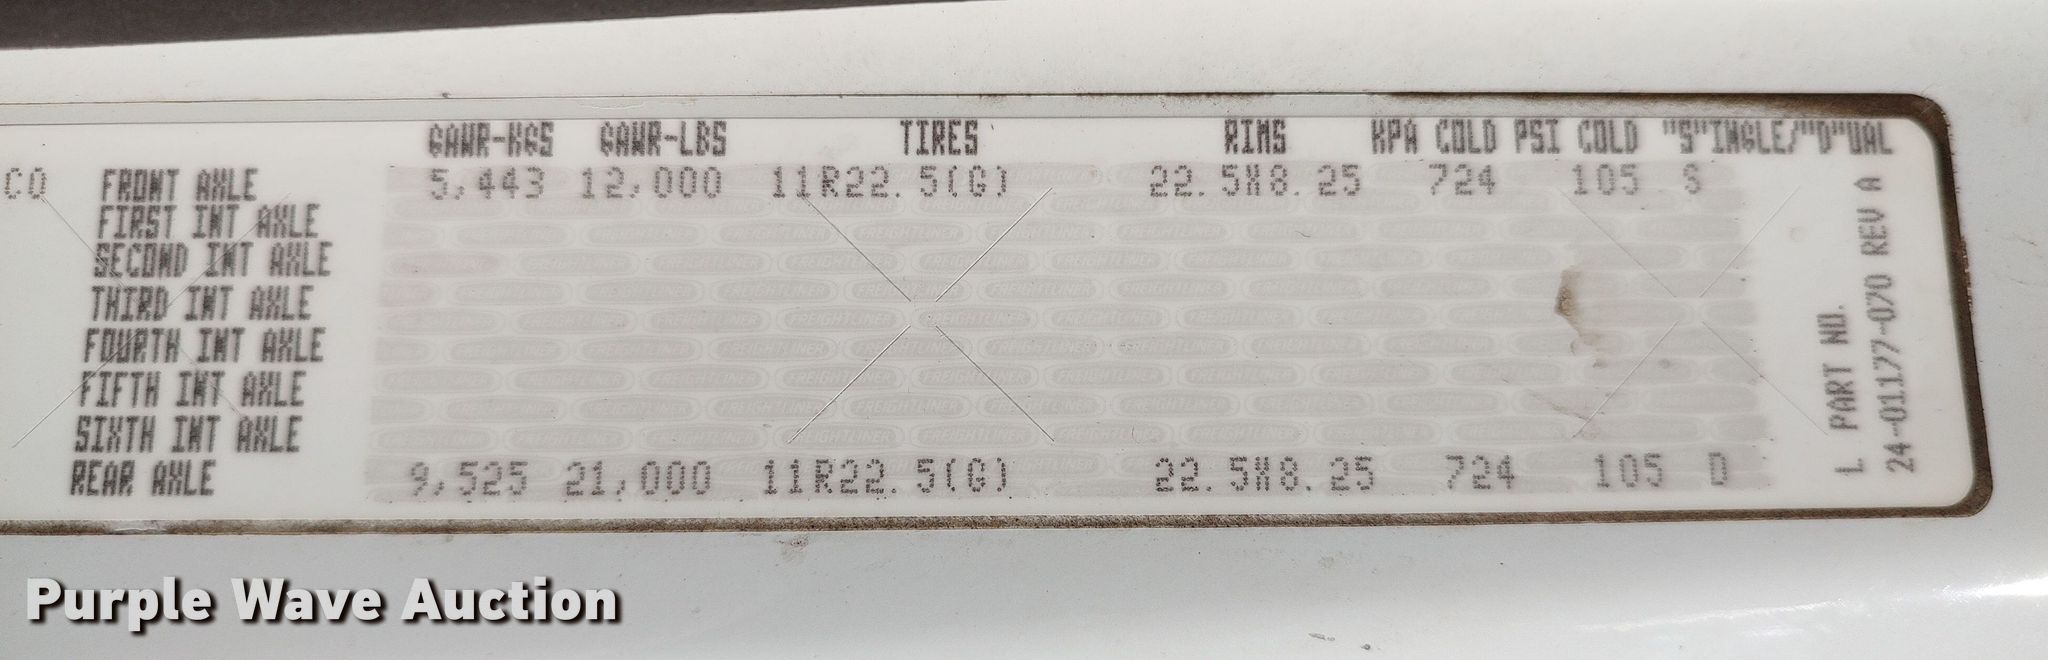 GAWR-KGS GAWR-LBS TIRES RIMS KPA COLD PSI COLD "S"INGLE/"D"UAL
CO FRONT AXLE 5,443 12,000 11R22.5(G) 22.5X8.25 724 105 S
FIRST INT AXLE
SECOND INT AXLE
THIRD INT AXLE
FOURTH INT AXLE
FIFTH INT AXLE
SIXTH INT AXLE
REAR AXLE 9,525 21,000 11R22.5(G) 22.5X8.25 724 105 D
L PART NO.
24-01177-070 REV A
FREIGHTLINER
Purple Wave Auction